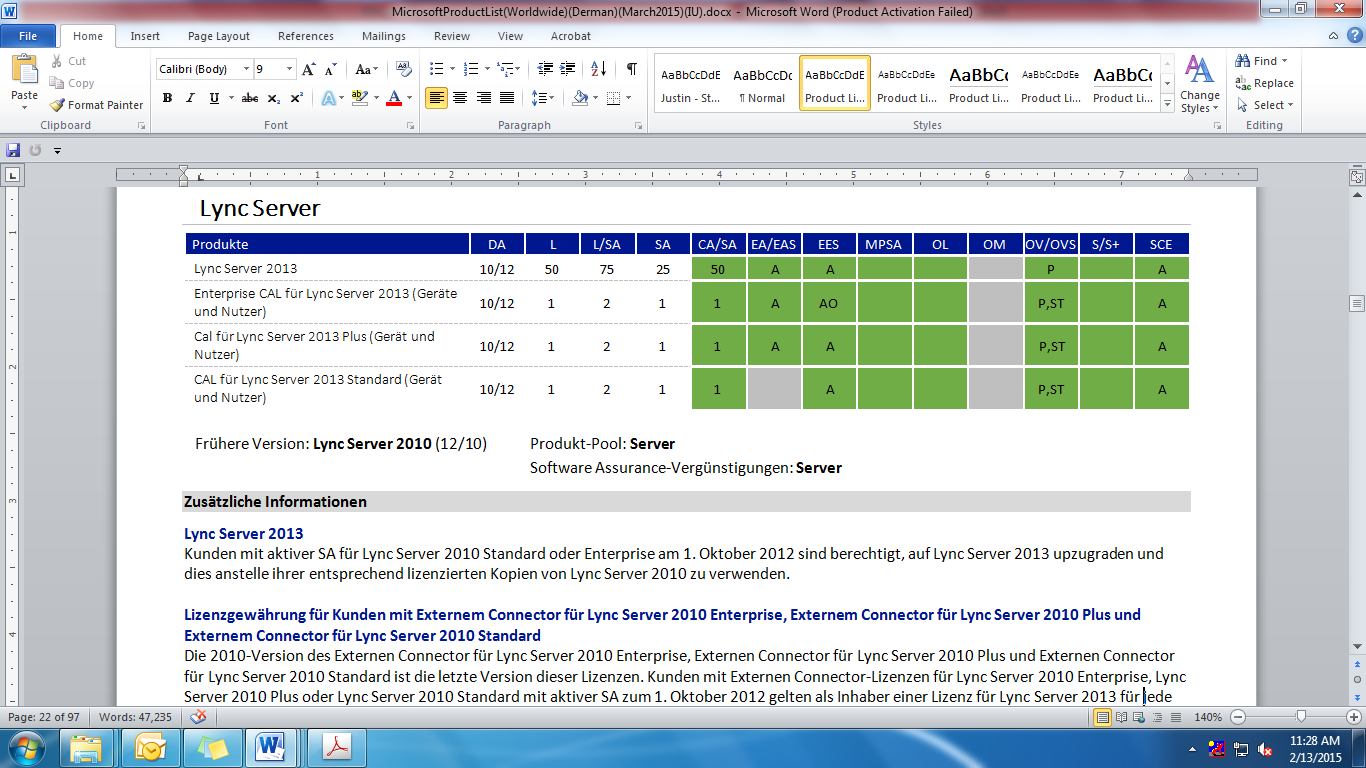 MicrosoftProductList(Worldwide)(Derman)(March2015)(IU).docx - Microsoft Word (Product Activation Failed)
File Home Insert Page Layout References Mailings Review View Acrobat
Paste
Cut
Copy
Format Painter
Clipboard
Calibri (Body) 9
Font
Paragraph
AaBbCcDdE AaBbCcDc AaBbCcDdE AaBbCcDdEe AaBbCc AaBbCcDdE AaBbCc
Justin - St... ¶ Normal Product Li... Product Li... Product Li... Product Li... Product Li...
Styles
Change Styles
Find
Replace
Select
Editing
1 2 3 4 5 6 7
Lync Server
Produkte DA L L/SA SA CA/SA EA/EAS EES MPSA OL OM OV/OVS S/S+ SCE
Lync Server 2013 10/12 50 75 25 50 A A P A
Enterprise CAL für Lync Server 2013 (Geräte
und Nutzer) 10/12 1 2 1 1 A AO P,ST A
Cal für Lync Server 2013 Plus (Gerät und
Nutzer) 10/12 1 2 1 1 A A P,ST A
CAL für Lync Server 2013 Standard (Gerät
und Nutzer) 10/12 1 2 1 1 A P,ST A
Frühere Version: Lync Server 2010 (12/10) Produkt-Pool: Server
Software Assurance-Vergünstigungen: Server
Zusätzliche Informationen
Lync Server 2013
Kunden mit aktiver SA für Lync Server 2010 Standard oder Enterprise am 1. Oktober 2012 sind berechtigt, auf Lync Server 2013 upzugraden und
dies anstelle ihrer entsprechend lizenzierten Kopien von Lync Server 2010 zu verwenden.
Lizenzgewährung für Kunden mit Externem Connector für Lync Server 2010 Enterprise, Externem Connector für Lync Server 2010 Plus und
Externem Connector für Lync Server 2010 Standard
Die 2010-Version des Externen Connector für Lync Server 2010 Enterprise, Externen Connector für Lync Server 2010 Plus und Externen Connector
für Lync Server 2010 Standard ist die letzte Version dieser Lizenzen. Kunden mit Externen Connector-Lizenzen für Lync Server 2010 Enterprise, Lync
Server 2010 Plus oder Lync Server 2010 Standard mit aktiver SA zum 1. Oktober 2012 gelten als Inhaber einer Lizenz für Lync Server 2013 für jede
Page: 22 of 97 Words: 47,235 140%
11:28 AM
2/13/2015